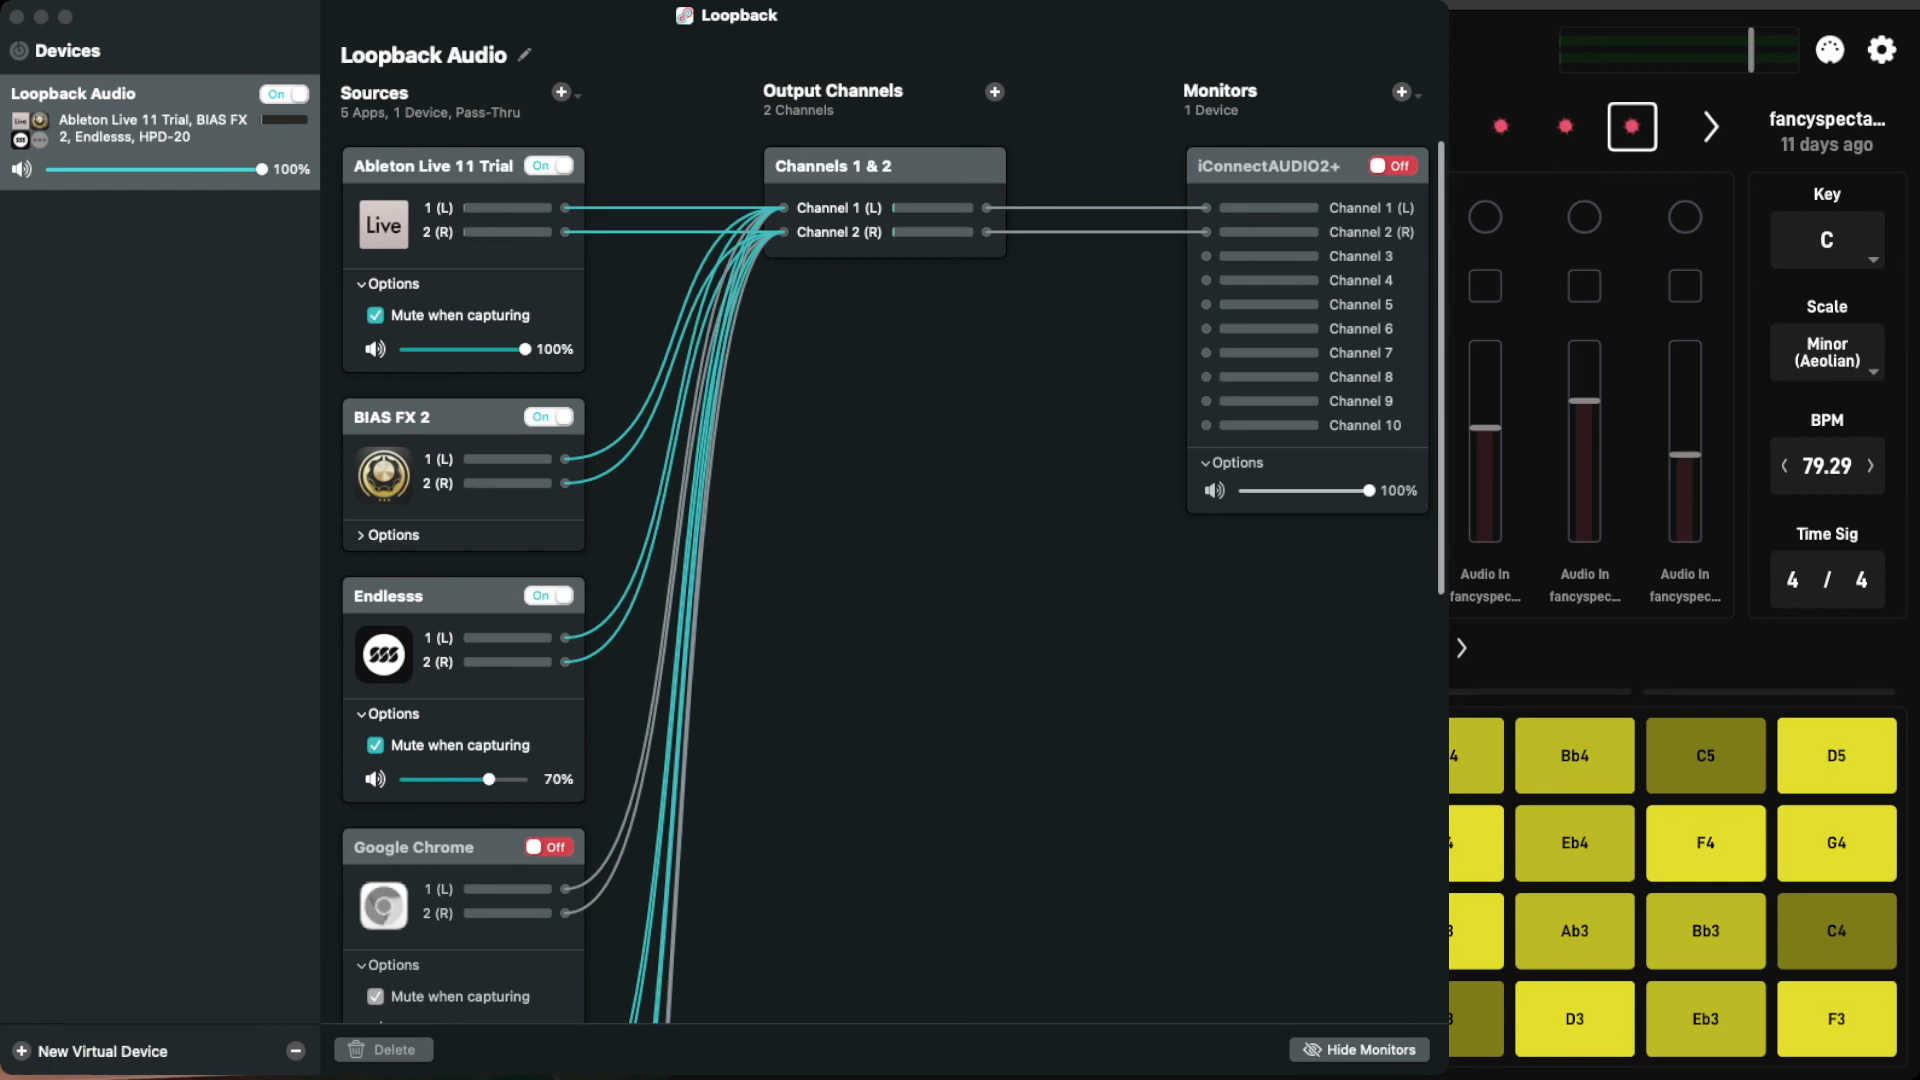 Loopback
Devices
Loopback Audio
On
Ableton Live 11 Trial, BIAS FX
2, Endlesss, HPD-20
100%
New Virtual Device
Loopback Audio
Sources
5 Apps, 1 Device, Pass-Thru
Output Channels
2 Channels
Monitors
1 Device
Ableton Live 11 Trial
On
Live
1 (L)
2 (R)
Options
Mute when capturing
100%
BIAS FX 2
On
1 (L)
2 (R)
Options
Endlesss
On
1 (L)
2 (R)
Options
Mute when capturing
70%
Google Chrome
Off
1 (L)
2 (R)
Options
Mute when capturing
Channels 1 & 2
Channel 1 (L)
Channel 2 (R)
iConnectAUDIO2+
Off
Channel 1 (L)
Channel 2 (R)
Channel 3
Channel 4
Channel 5
Channel 6
Channel 7
Channel 8
Channel 9
Channel 10
Options
100%
Delete
Hide Monitors
fancyspecta...
11 days ago
Key
C
Scale
Minor
(Aeolian)
BPM
79.29
Time Sig
4 / 4
Audio In
fancyspec...
Audio In
fancyspec...
Audio In
fancyspec...
4 Bb4 C5 D5
Eb4 F4 G4
Ab3 Bb3 C4
D3 Eb3 F3